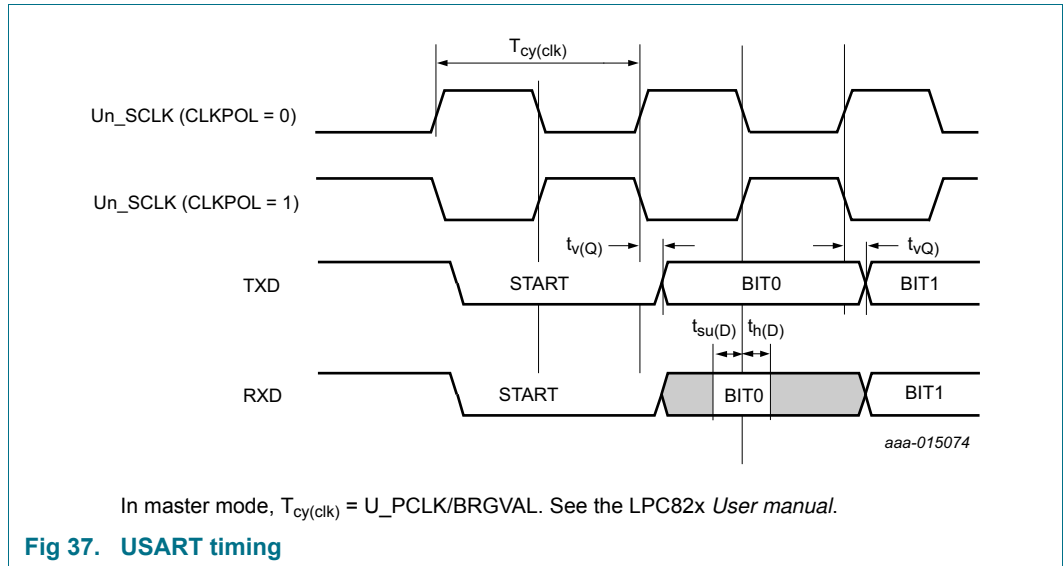 Tcy(clk)
Un_SCLK (CLKPOL = 0)
Un_SCLK (CLKPOL = 1)
tv(Q) tvQ)
TXD START BIT0 BIT1
tsu(D) th(D)
RXD START BIT0 BIT1
aaa-015074
In master mode, Tcy(clk) = U_PCLK/BRGVAL. See the LPC82x User manual.
Fig 37. USART timing